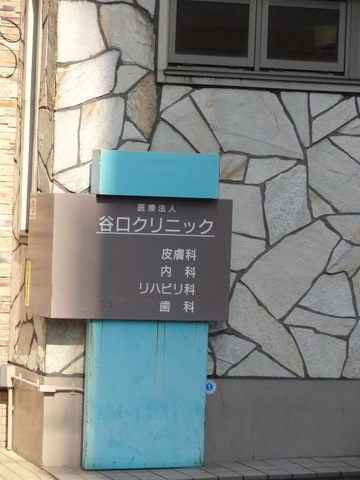 医療法人
谷口クリニック
皮膚科
内科
リハビリ科
歯科